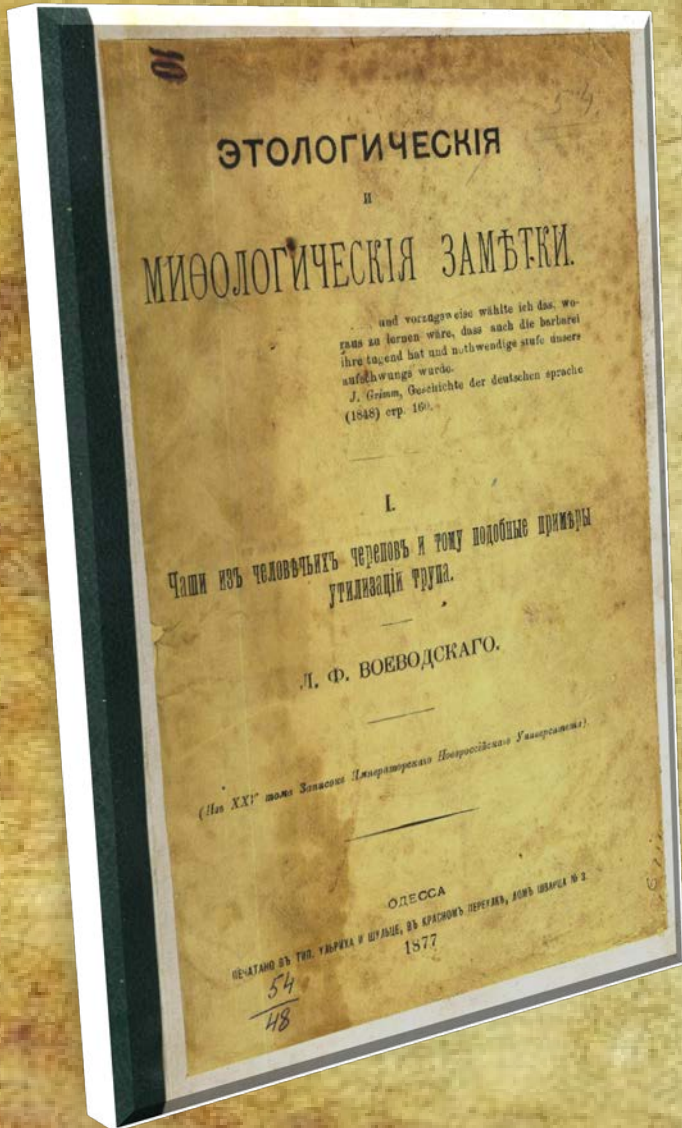 10
54.
ЭТОЛОГИЧЕСКІЯ
И
МИѲОЛОГИЧЕСКІЯ ЗАМѢТКИ.
... und vorzugsweise wählte ich das, wo-
raus zu lernen wäre, dass auch die barbarei
ihre tugend hat und nothwendige stufe unsers
aufschwungs wurde.
J. Grimm, Geschichte der deutschen sprache
(1848) стр. 160.
I.
Чаши изъ человѣчьихъ череповъ и тому подобные примѣры
утилизаціи трупа.
Л. Ф. ВОЕВОДСКАГО.
(Изъ XXV тома Записокъ Императорскаго Новороссійскаго Университета).
ОДЕССА
ПЕЧАТАНО ВЪ ТИП. УЛЬРИХА И ШУЛЬЦЕ, ВЪ КРАСНОМЪ ПЕРЕУЛКѢ, ДОМЪ ШВАРЦА № 3.
1877
54
48